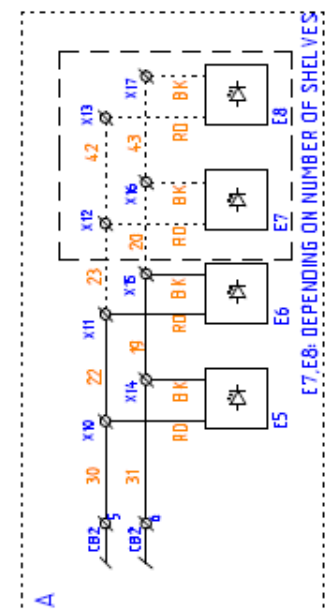 A
X10 X11 X12 X13
CB2 30 22 23 42
5
X14 X15 X16 X17
CB2 31 19 20 43
6
BK BK BK BK
RD RD RD RD
E5 E6 E7 E8
E7,E8: DEPENDING ON NUMBER OF SHELVES